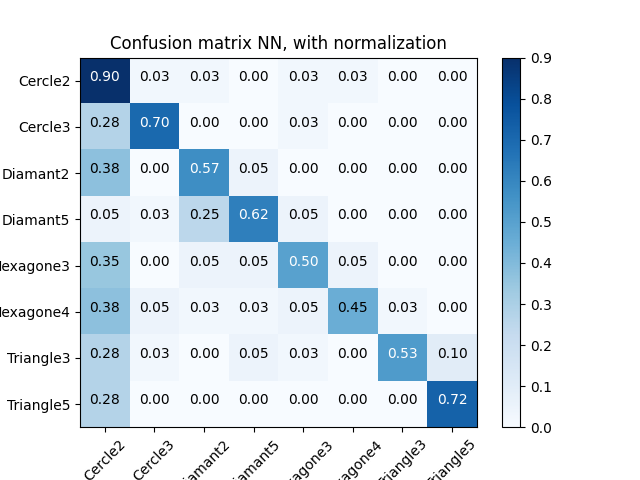 Confusion matrix NN, with normalization
Cercle2 0.90 0.03 0.03 0.00 0.03 0.03 0.00 0.00
Cercle3 0.28 0.70 0.00 0.00 0.03 0.00 0.00 0.00
Diamant2 0.38 0.00 0.57 0.05 0.00 0.00 0.00 0.00
Diamant5 0.05 0.03 0.25 0.62 0.05 0.00 0.00 0.00
exagone3 0.35 0.00 0.05 0.05 0.50 0.05 0.00 0.00
exagone4 0.38 0.05 0.03 0.03 0.05 0.45 0.03 0.00
Triangle3 0.28 0.03 0.00 0.05 0.03 0.00 0.53 0.10
Triangle5 0.28 0.00 0.00 0.00 0.00 0.00 0.00 0.72
Cercle2 Cercle3 iamant2 iamant5 agone3 agone4 riangle3 riangle5
0.9
0.8
0.7
0.6
0.5
0.4
0.3
0.2
0.1
0.0